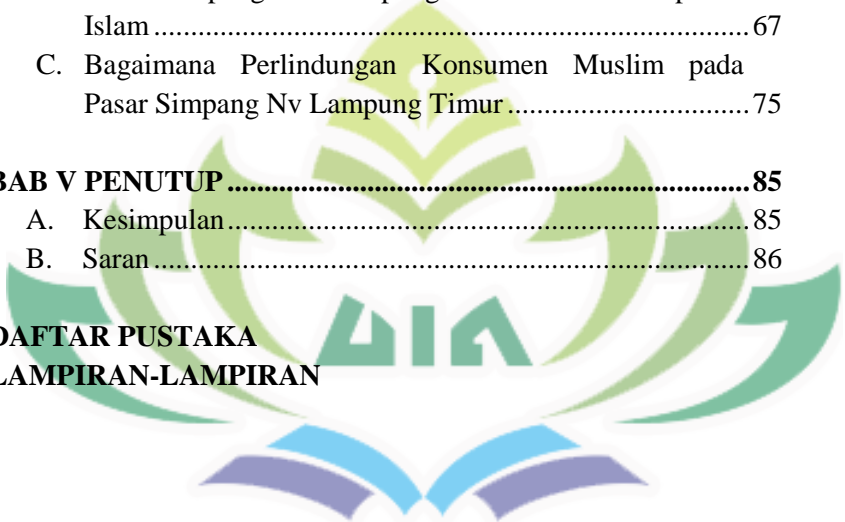 Islam ........ 67
C. Bagaimana Perlindungan Konsumen Muslim pada
Pasar Simpang Nv Lampung Timur ........ 75
BAB V PENUTUP ........ 85
A. Kesimpulan ........ 85
B. Saran ........ 86
DAFTAR PUSTAKA
LAMPIRAN-LAMPIRAN
UIN